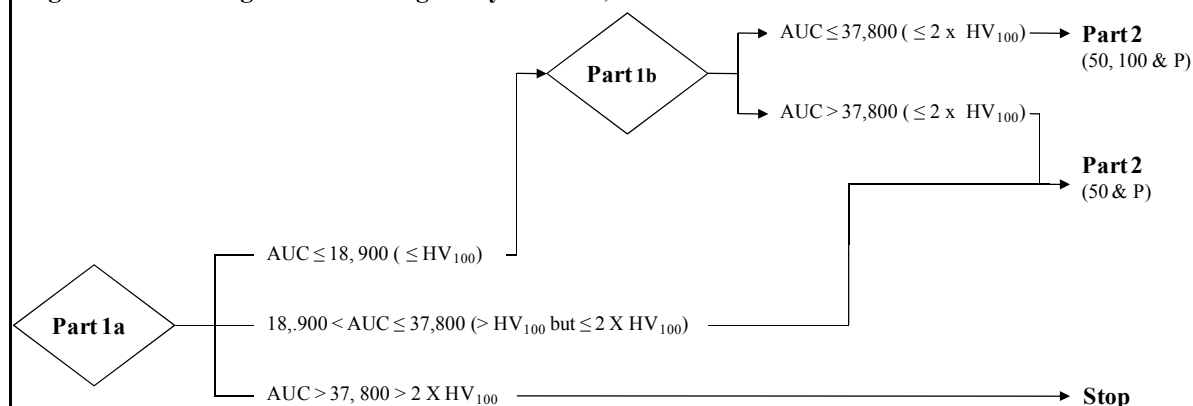 AUC ≤ 37,800 ( ≤ 2 x HV100)
Part 2
(50, 100 & P)
Part 1b
AUC > 37,800 ( ≤ 2 x HV100)
Part 2
(50 & P)
AUC ≤ 18, 900 ( ≤ HV100)
Part 1a
18,.900 < AUC ≤ 37,800 (> HV100 but ≤ 2 X HV100)
AUC > 37, 800 > 2 X HV100
Stop